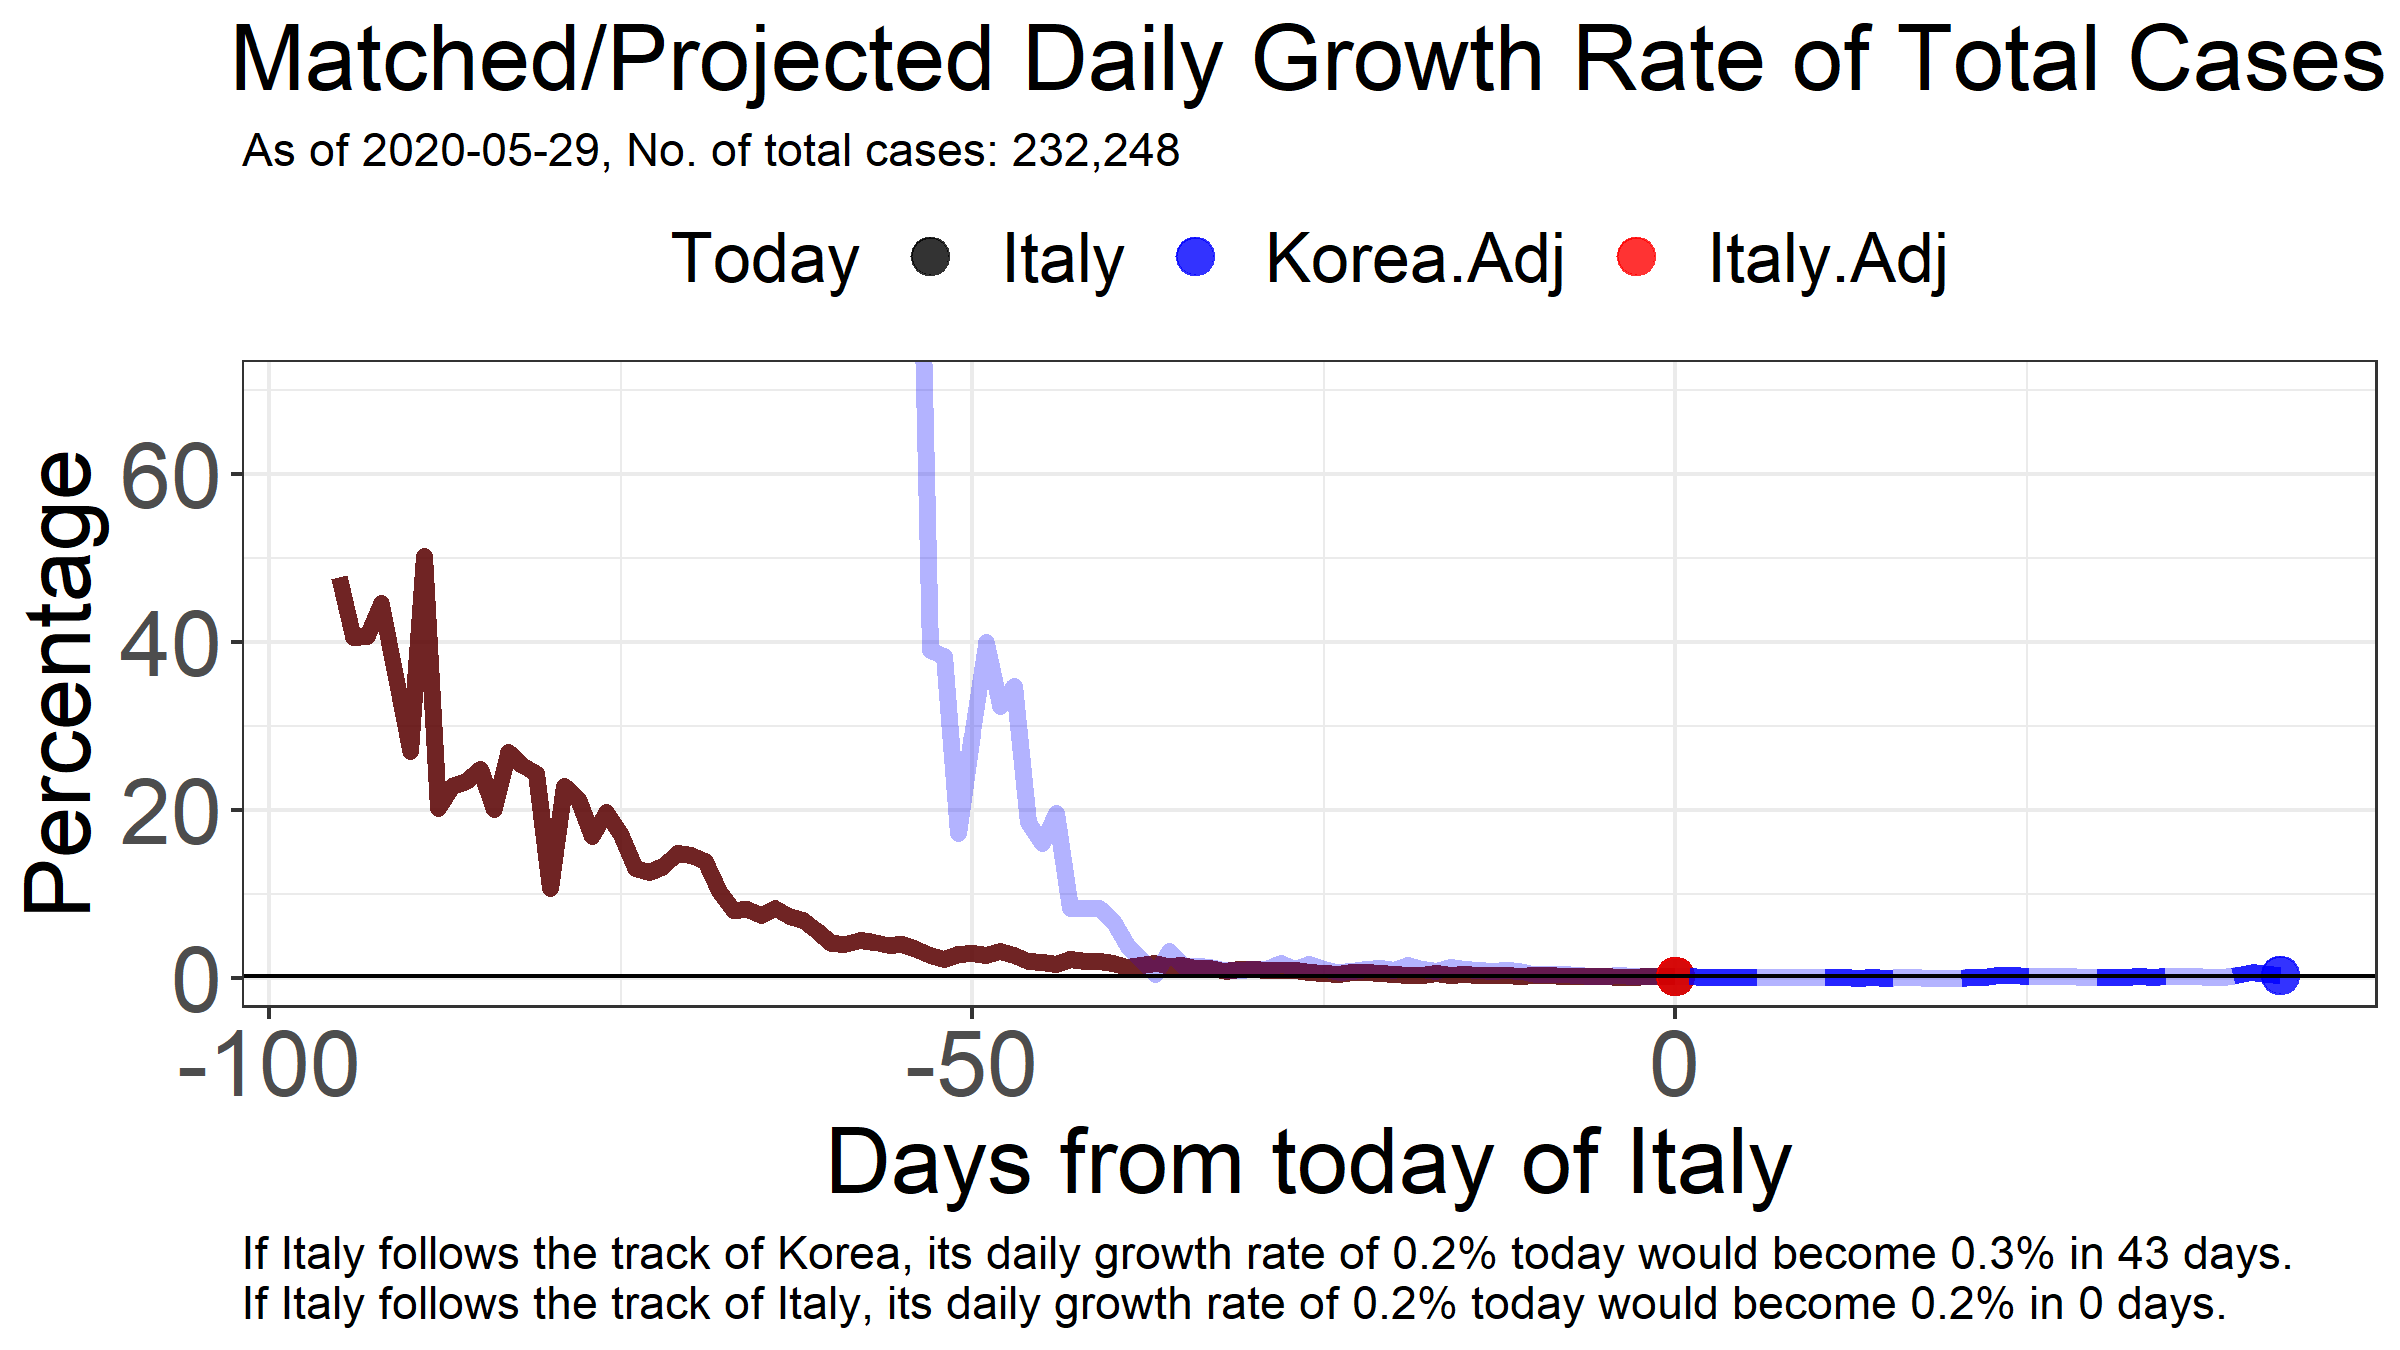 Matched/Projected Daily Growth Rate of Total Cases
As of 2020-05-29, No. of total cases: 232,248
Today Italy Korea.Adj Italy.Adj
Percentage
60
40
20
0
-100 -50 0
Days from today of Italy
If Italy follows the track of Korea, its daily growth rate of 0.2% today would become 0.3% in 43 days.
If Italy follows the track of Italy, its daily growth rate of 0.2% today would become 0.2% in 0 days.